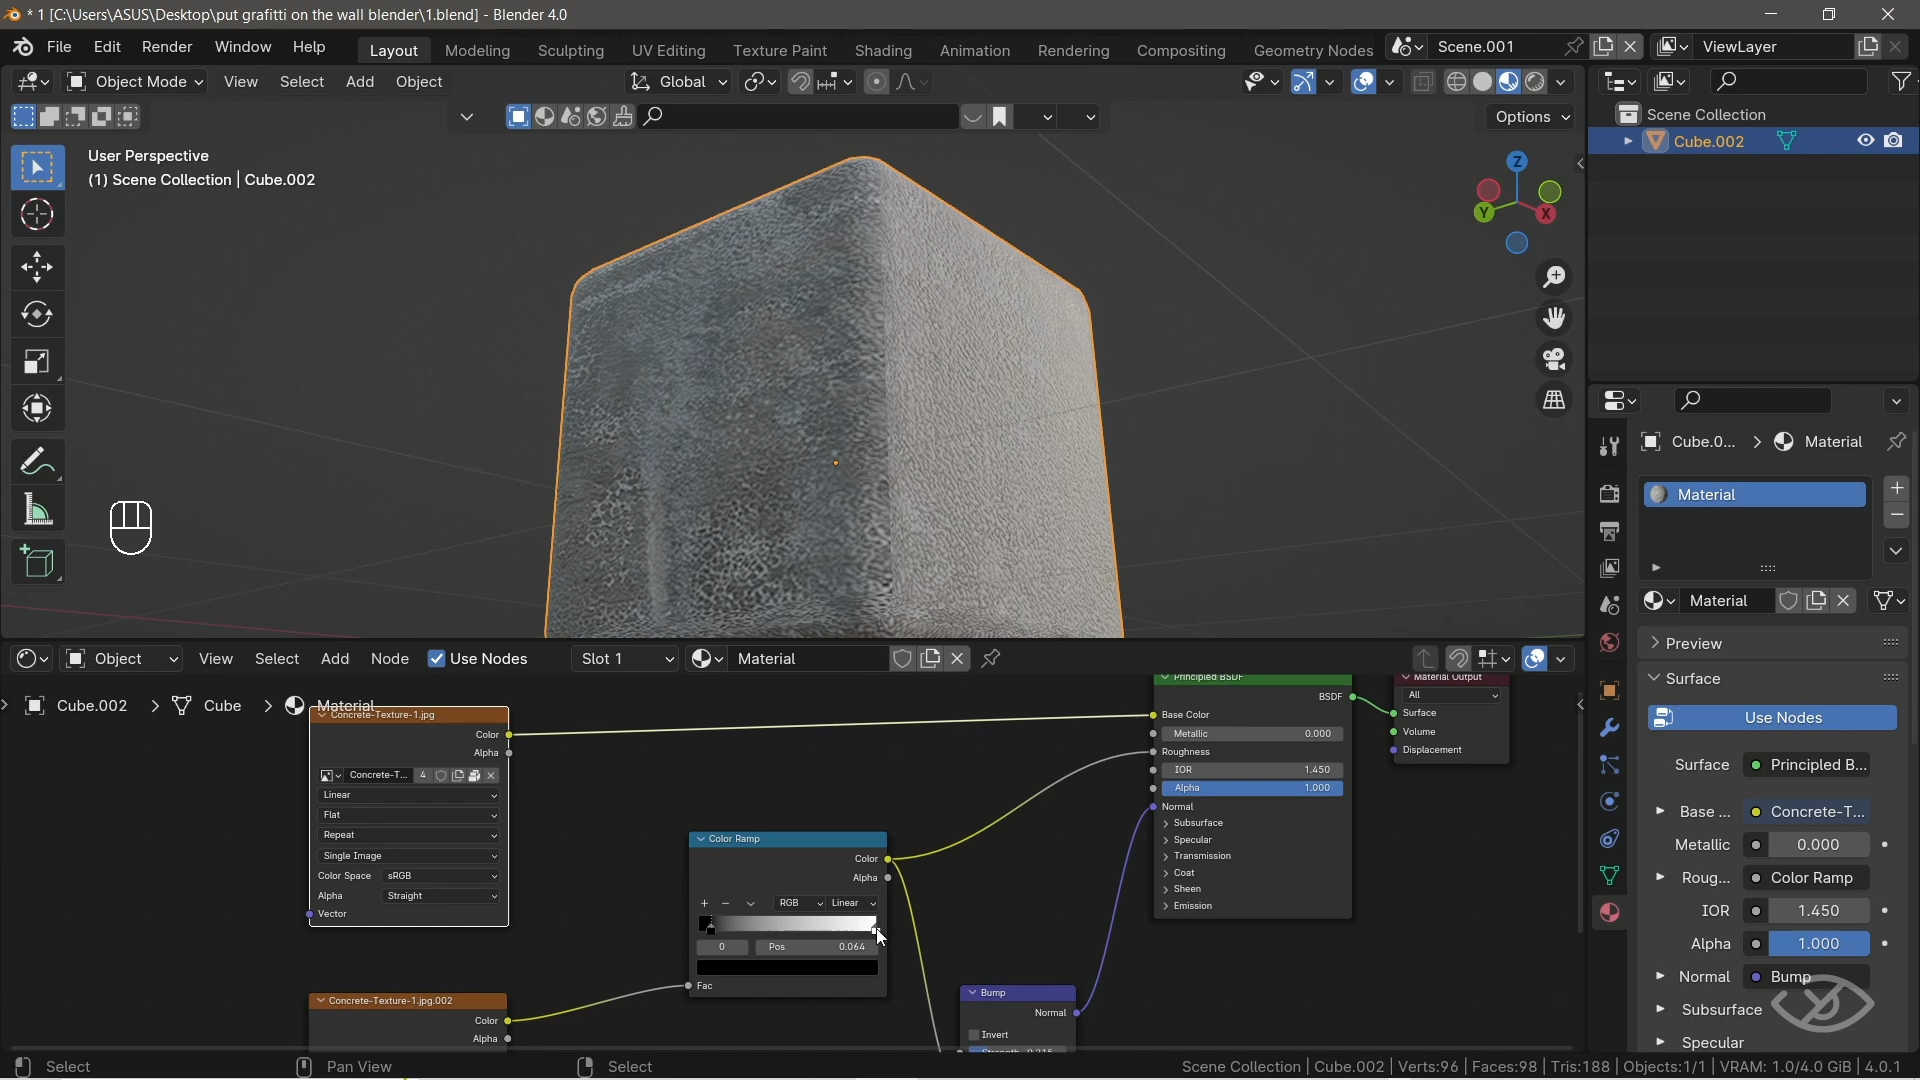 * 1 [C:\Users\ASUS\Desktop\put grafitti on the wall blender\1.blend] - Blender 4.0
File Edit Render Window Help Layout Modeling Sculpting UV Editing Texture Paint Shading Animation Rendering Compositing Geometry Nodes Scene.001 ViewLayer
Object Mode View Select Add Object Global
Options
User Perspective
(1) Scene Collection | Cube.002
Z
Y
X
Scene Collection
Cube.002
Cube.0... > Material
Material
Material
Preview
Surface
Use Nodes
Surface Principled B...
Base ... Concrete-T...
Metallic 0.000
Roug... Color Ramp
IOR 1.450
Alpha 1.000
Normal Bump
Subsurface
Specular
Object View Select Add Node Use Nodes Slot 1 Material
Cube.002 > Cube > Material
Concrete-Texture-1.jpg
Color
Alpha
Concrete-T... 4
Linear
Flat
Repeat
Single Image
Color Space sRGB
Alpha Straight
Vector
Concrete-Texture-1.jpg.002
Color
Alpha
Color Ramp
Color
Alpha
+ - RGB Linear
0 Pos 0.064
Fac
Bump
Normal
Invert
Strength 0.315
Principled BSDF
BSDF
Base Color
Metallic 0.000
Roughness
IOR 1.450
Alpha 1.000
Normal
Subsurface
Specular
Transmission
Coat
Sheen
Emission
Material Output
All
Surface
Volume
Displacement
Select Pan View Select Scene Collection | Cube.002 | Verts:96 | Faces:98 | Tris:188 | Objects:1/1 | VRAM: 1.0/4.0 GiB | 4.0.1